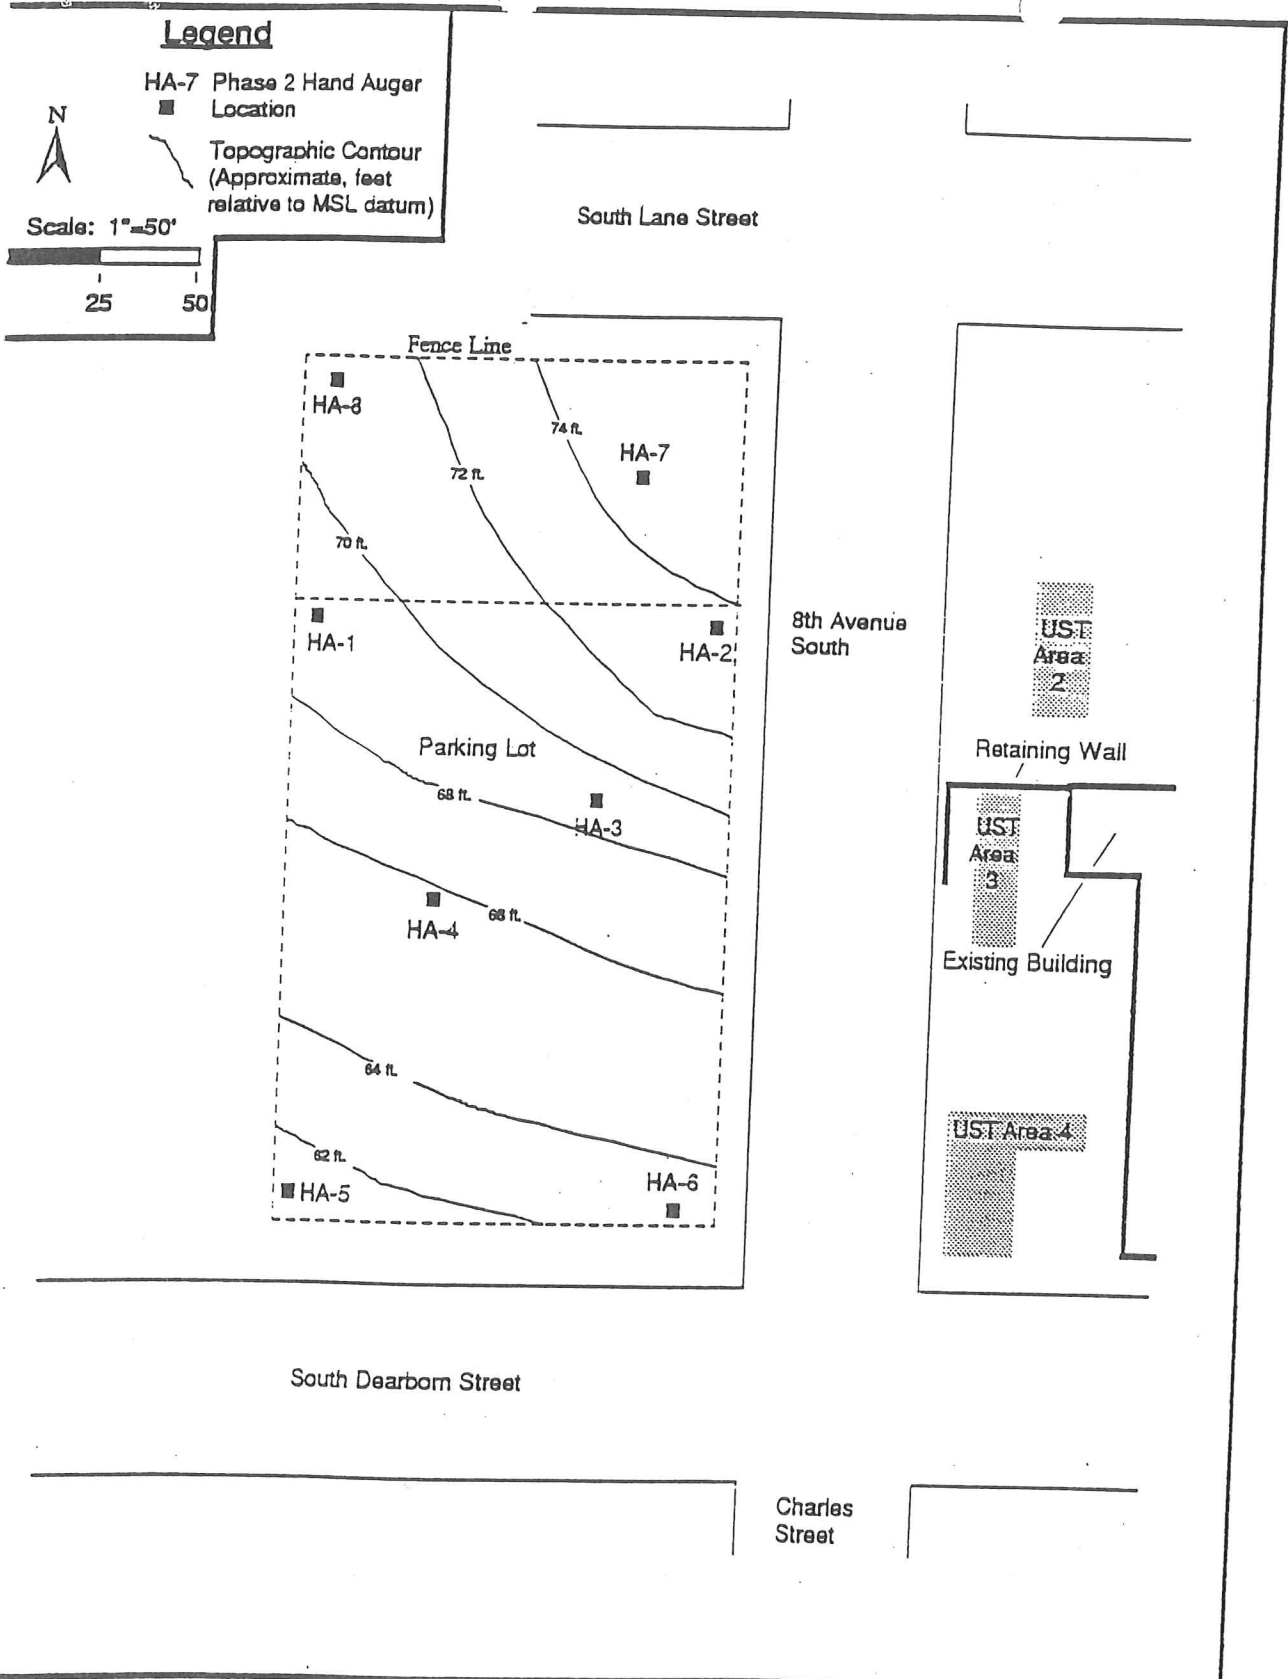 Legend
HA-7 Phase 2 Hand Auger
Location
N
Topographic Contour
(Approximate, feet
relative to MSL datum)
Scale: 1"=50'
25 50
South Lane Street
Fence Line
HA-8
74 ft.
HA-7
72 ft.
70 ft.
HA-1
HA-2
8th Avenue
South
UST
Area
2
Parking Lot
Retaining Wall
68 ft.
HA-3
UST
Area
3
HA-4
68 ft.
Existing Building
64 ft.
UST Area 4
62 ft.
HA-5
HA-6
South Dearborn Street
Charles
Street